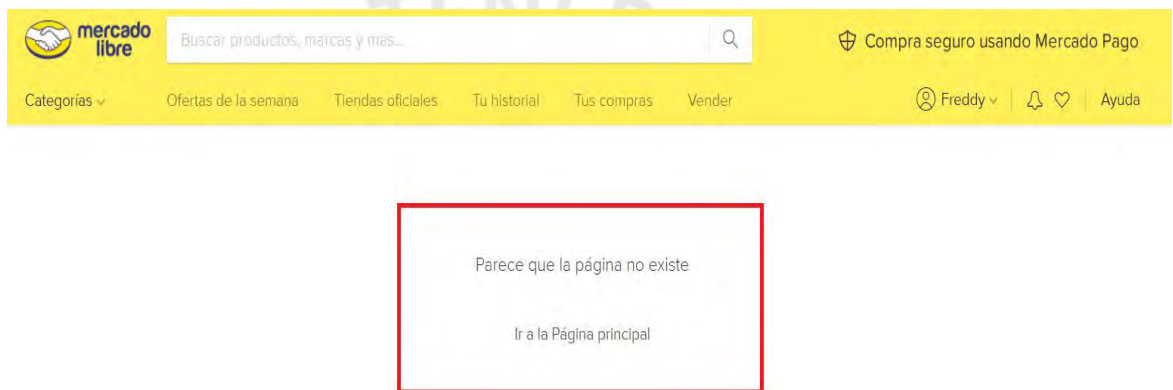 mercado
libre
Buscar productos, marcas y más...
Compra seguro usando Mercado Pago
Categorías
Ofertas de la semana
Tiendas oficiales
Tu historial
Tus compras
Vender
Freddy
Ayuda
Parece que la página no existe
Ir a la Página principal